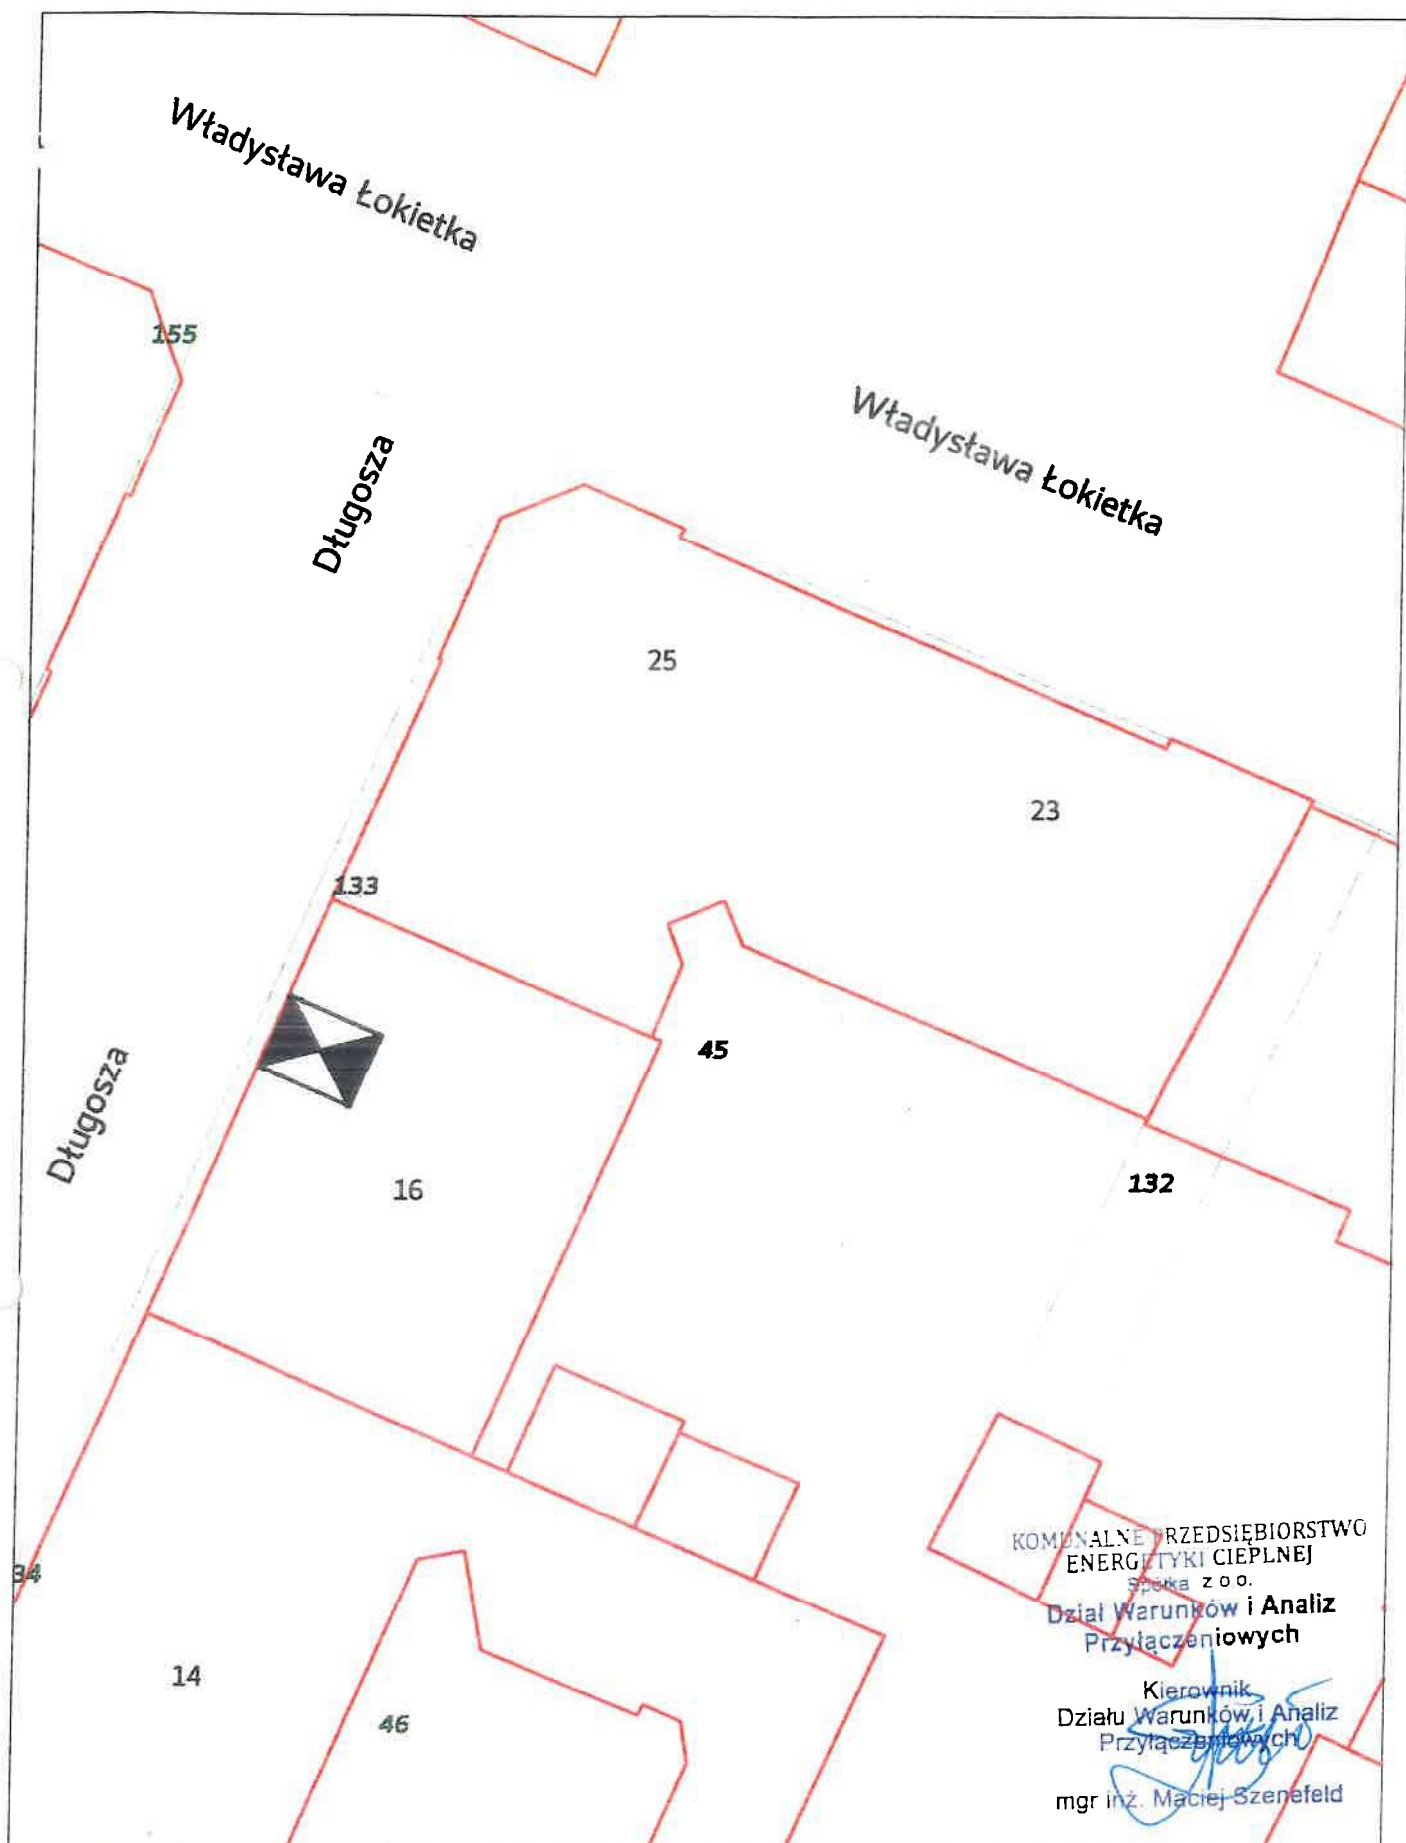 Władysława Łokietka
155
Długosza
Władysława Łokietka
25
23
133
45
Długosza
16
132
34
14
46
KOMUNALNE PRZEDSIĘBIORSTWO
ENERGETYKI CIEPLNEJ
Spółka z o.o.
Dział Warunków i Analiz
Przyłączeniowych
Kierownik
Działu Warunków i Analiz
Przyłączeniowych
mgr inż. Maciej Szenefeld